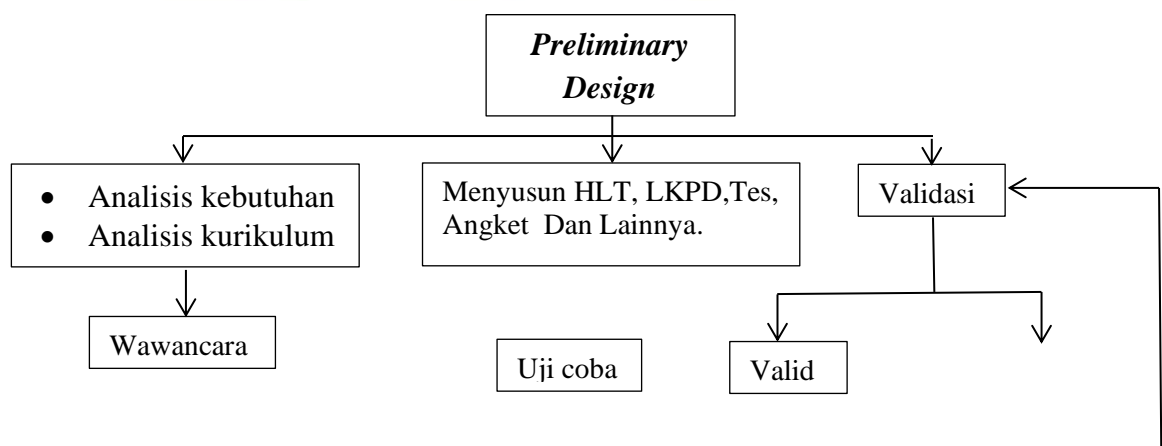 Preliminary
Design
• Analisis kebutuhan
• Analisis kurikulum
Menyusun HLT, LKPD,Tes,
Angket Dan Lainnya.
Validasi
Wawancara
Uji coba
Valid